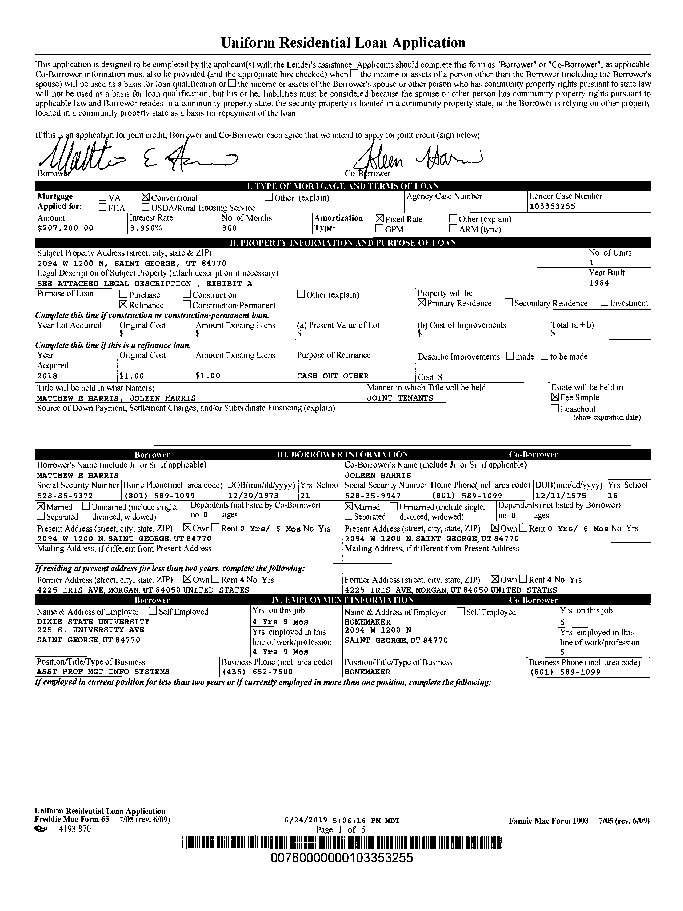 Uniform Residential Loan Application
This application is designed to be completed by the applicant(s) with the Lender's assistance. Applicants should complete this form as "Borrower" or "Co-Borrower", as applicable
Co-Borrower information must also be provided (and the appropriate box checked) when the income or assets of a person other than the Borrower (including the Borrower's
spouse) will be used as a basis for loan qualification or the income or assets of the Borrower's spouse or other person who has community property rights pursuant to state law
will not be used as a basis for loan qualification, but his or her liabilities must be considered because the spouse or other person has community property rights pursuant to
applicable law and Borrower resides in a community property state, the security property is located in a community property state, or the Borrower is relying on other property
located in a community property state as a basis for repayment of the loan
If this is an application for joint credit, Borrower and Co-Borrower each agree that we intend to apply for joint credit (sign below)
Borrower Co-Borrower
I. TYPE OF MORTGAGE AND TERMS OF LOAN
Mortgage VA Conventional Other (explain) Agency Case Number Lender Case Number
Applied for: FHA USDA/Rural Housing Service 103353255
Amount Interest Rate No. of Months Amortization Fixed Rate Other (explain)
$207,200.00 3.990% 360 Type: GPM ARM (type)
II. PROPERTY INFORMATION AND PURPOSE OF LOAN
Subject Property Address (street, city, state & ZIP) No. of Units
2094 W 1200 N, SAINT GEORGE, UT 84770 1
Legal Description of Subject Property (attach description if necessary) Year Built
SEE ATTACHED LEGAL DESCRIPTION , EXHIBIT A 1984
Purpose of Loan Purchase Construction Other (explain) Property will be
Refinance Construction-Permanent Primary Residence Secondary Residence Investment
Complete this line if construction or construction-permanent loan.
Year Lot Acquired Original Cost Amount Existing Liens (a) Present Value of Lot (b) Cost of Improvements Total (a + b)
$ $ $ $ $
Complete this line if this is a refinance loan.
Year Original Cost Amount Existing Liens Purpose of Refinance Describe Improvements made to be made
Acquired
2018 $1.00 $1.00 CASH OUT OTHER Cost $
Title will be held in what Name(s) Manner in which Title will be held Estate will be held in
MATTHEW E HARRIS, JOLEEN HARRIS JOINT TENANTS Fee Simple
Source of Down Payment, Settlement Charges, and/or Subordinate Financing (explain) Leasehold
(show expiration date)
Borrower III. BORROWER INFORMATION Co-Borrower
Borrower's Name (include Jr. or Sr. if applicable) Co-Borrower's Name (include Jr. or Sr. if applicable)
MATTHEW E HARRIS JOLEEN HARRIS
Social Security Number Home Phone(incl. area code) DOB(mm/dd/yyyy) Yrs School Social Security Number Home Phone(incl. area code) DOB(mm/dd/yyyy) Yrs School
(801) 589-1099 12/30/1973 21 (801) 589-1099 12/11/1975 16
Married Unmarried (include single, Dependents (not listed by Co-Borrower) Married Unmarried (include single, Dependents (not listed by Borrower)
Separated divorced, widowed) no. 0 ages Separated divorced, widowed) no. 0 ages
Present Address (street, city, state, ZIP) Own Rent 0 Yrs/ 6 Mos No Yrs Present Address (street, city, state, ZIP) Own Rent 0 Yrs/ 6 Mos No Yrs
2094 W 1200 N SAINT GEORGE, UT 84770 2094 W 1200 N SAINT GEORGE, UT 84770
Mailing Address, if different from Present Address Mailing Address, if different from Present Address
If residing at present address for less than two years, complete the following:
Former Address (street, city, state, ZIP) Own Rent 4 No Yrs Former Address (street, city, state, ZIP) Own Rent 4 No Yrs
4225 IRIS AVE, MORGAN, UT 84050 UNITED STATES 4225 IRIS AVE, MORGAN, UT 84050 UNITED STATES
Borrower IV. EMPLOYMENT INFORMATION Co-Borrower
Name & Address of Employer Self Employed Yrs. on this job Name & Address of Employer Self Employed Yrs. on this job
DIXIE STATE UNIVERSITY 4 Yrs 9 Mos HOMEMAKER
225 S. UNIVERSITY AVE Yrs. employed in this 2094 W 1200 N Yrs. employed in this
SAINT GEORGE, UT 84770 line of work/profession SAINT GEORGE, UT 84770 line of work/profession
4 Yrs 9 Mos
Position/Title/Type of Business Business Phone (incl. area code) Position/Title/Type of Business Business Phone (incl. area code)
ASST PROF MGT INFO SYSTEMS (435) 652-7500 HOMEMAKER (801) 589-1099
If employed in current position for less than two years or if currently employed in more than one position, complete the following:
Uniform Residential Loan Application
Freddie Mac Form 65 7/05 (rev. 6/09) 6/24/2019 5:06:16 PM MDT Fannie Mae Form 1003 7/05 (rev. 6/09)
4193 870 Page 1 of 5
00760000000103353255